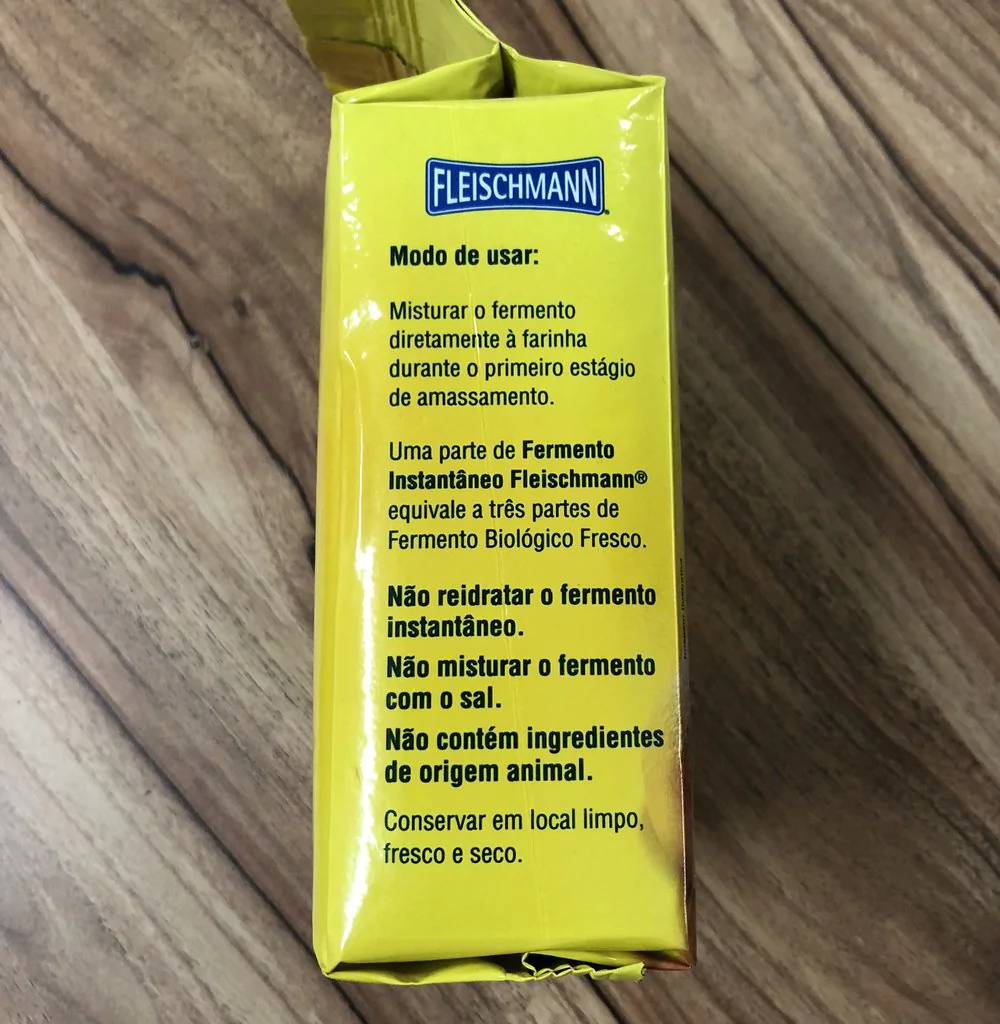 FLEISCHMANN
Modo de usar:
Misturar o fermento
diretamente à farinha
durante o primeiro estágio
de amassamento.
Uma parte de Fermento
Instantâneo Fleischmann®
equivale a três partes de
Fermento Biológico Fresco.
Não reidratar o fermento
instantâneo.
Não misturar o fermento
com o sal.
Não contém ingredientes
de origem animal.
Conservar em local limpo,
fresco e seco.